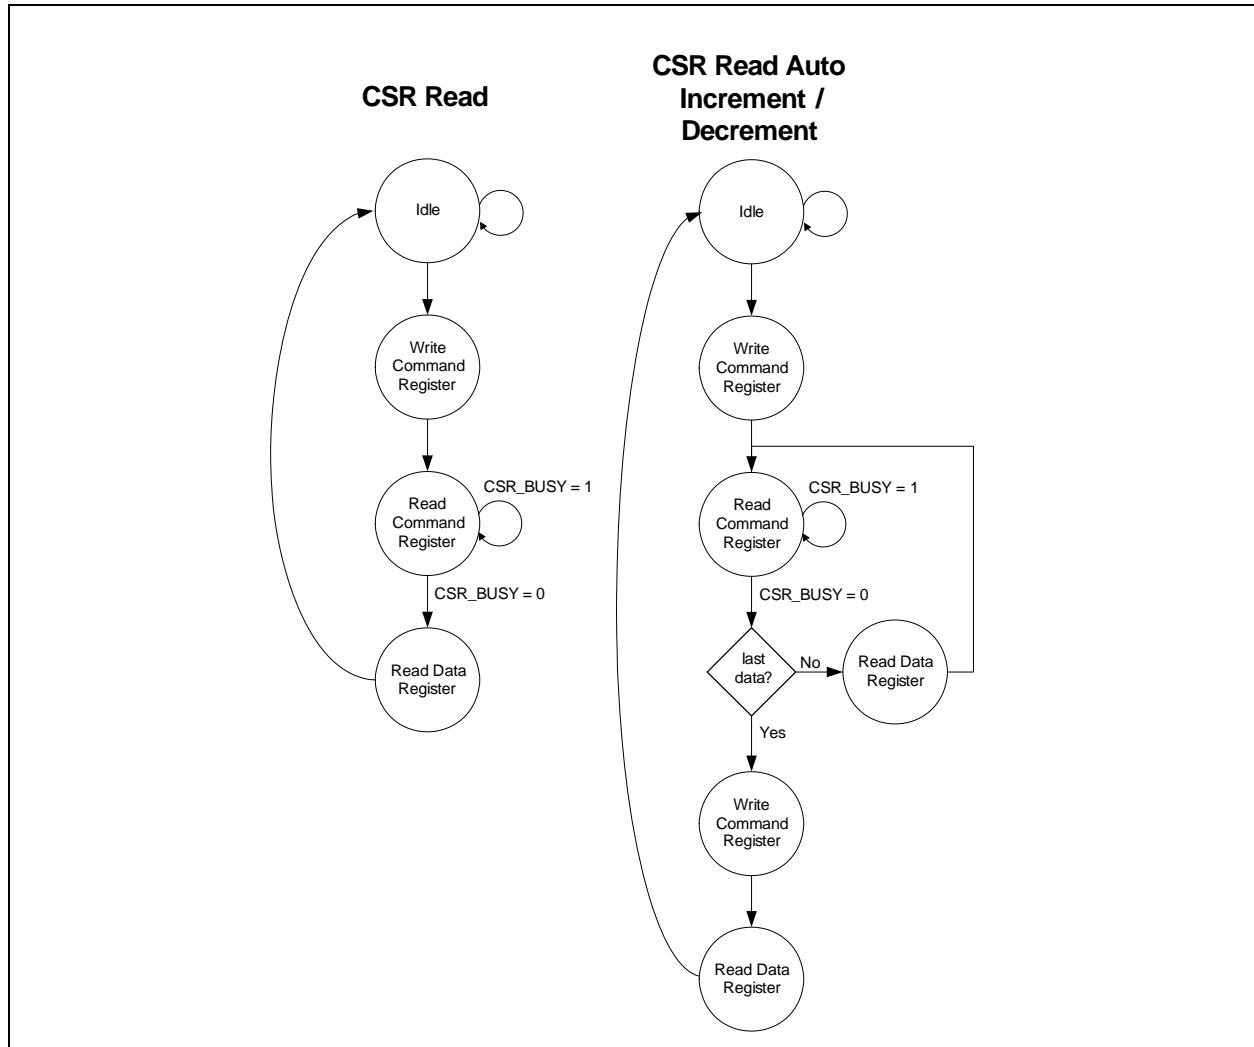 CSR Read
Idle
Write
Command
Register
Read
Command
Register
CSR_BUSY = 1
CSR_BUSY = 0
Read Data
Register
CSR Read Auto
Increment /
Decrement
Idle
Write
Command
Register
Read
Command
Register
CSR_BUSY = 1
CSR_BUSY = 0
last
data?
No
Read Data
Register
Yes
Write
Command
Register
Read Data
Register